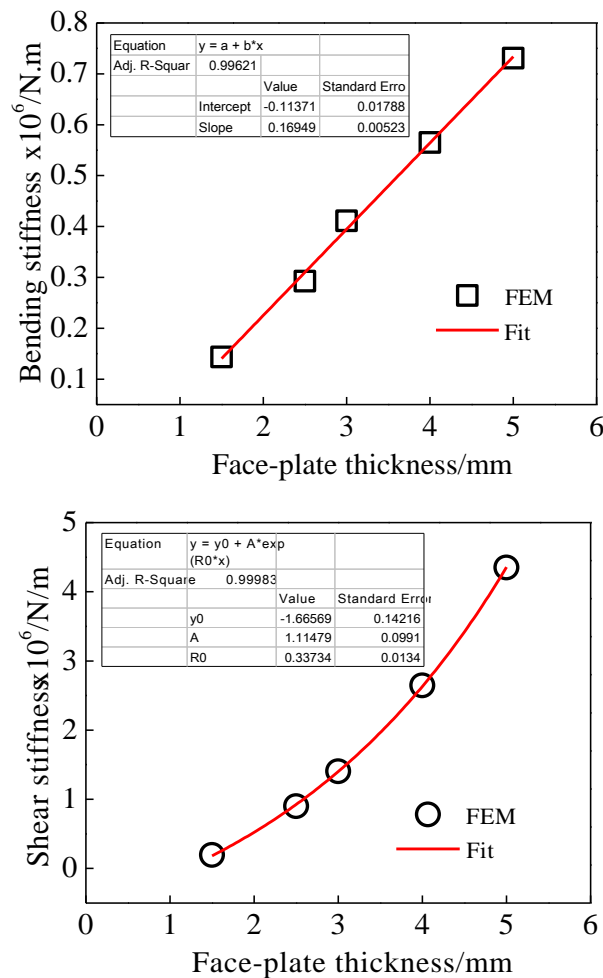 Equation y = a + b*x
Adj. R-Squar 0.99621
Value Standard Erro
Intercept -0.11371 0.01788
Slope 0.16949 0.00523
0.8
0.7
0.6
0.5
0.4
0.3
0.2
0.1
Bending stiffness x10⁶/N.m
FEM
Fit
0 1 2 3 4 5 6
Face-plate thickness/mm
Equation y = y0 + A*exp
(R0*x)
Adj. R-Square 0.99983
Value Standard Error
y0 -1.66569 0.14216
A 1.11479 0.0991
R0 0.33734 0.0134
5
4
3
2
1
0
Shear stiffnessx10⁶/N/m
FEM
Fit
0 1 2 3 4 5 6
Face-plate thickness/mm